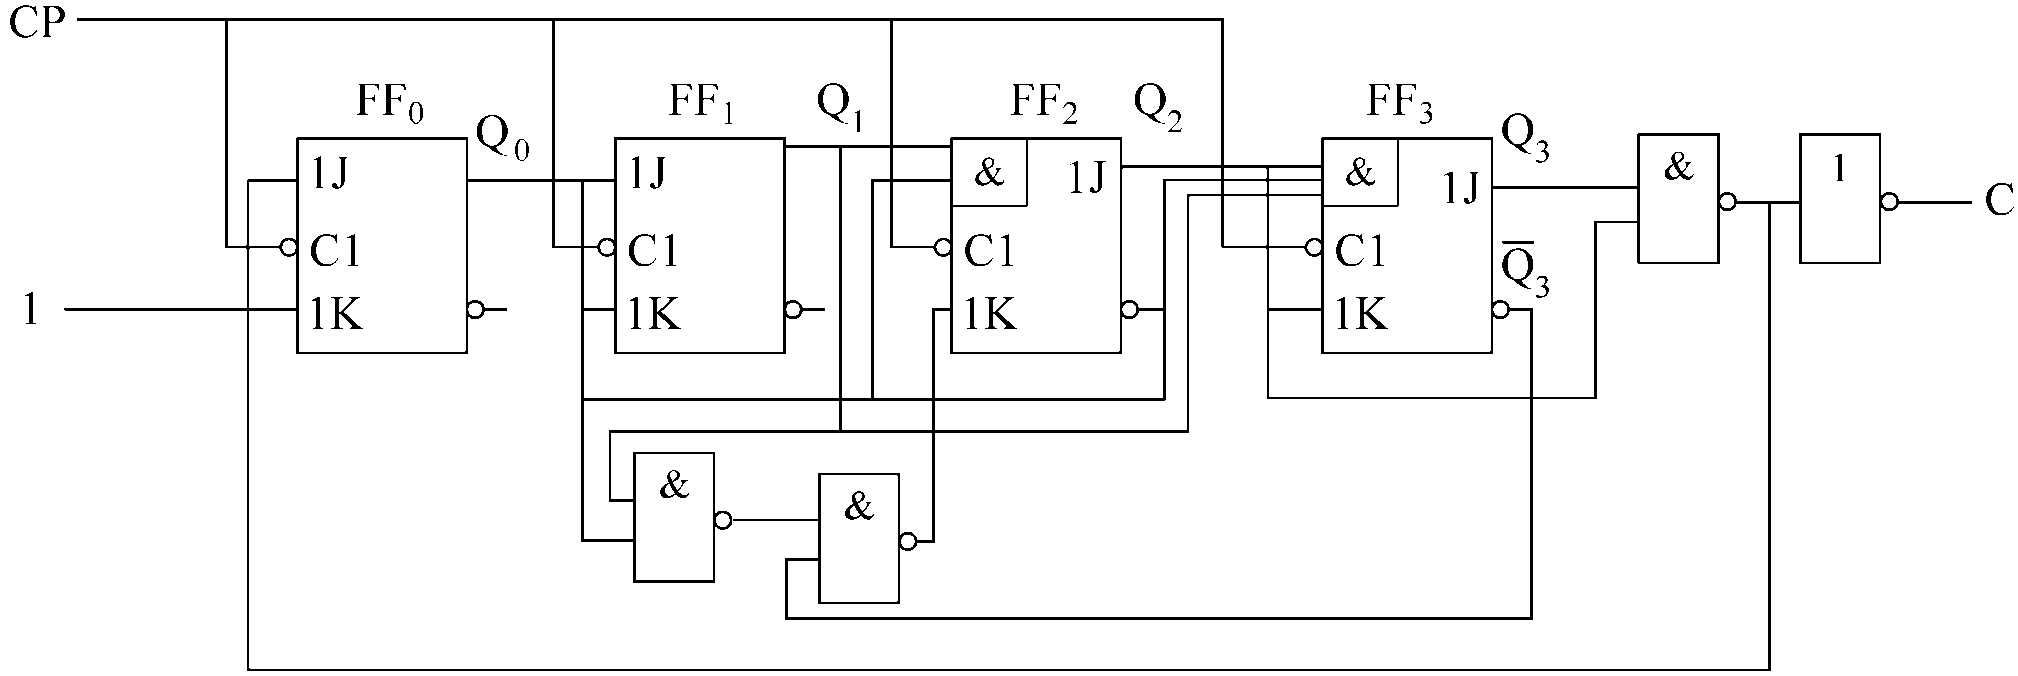 CP
FF₀ FF₁ FF₂ FF₃
Q₀ Q₁ Q₂ Q₃
1J 1J & 1J & 1J & 1 C
C1 C1 C1 C1 Q̅₃
1 1K 1K 1K 1K
& &